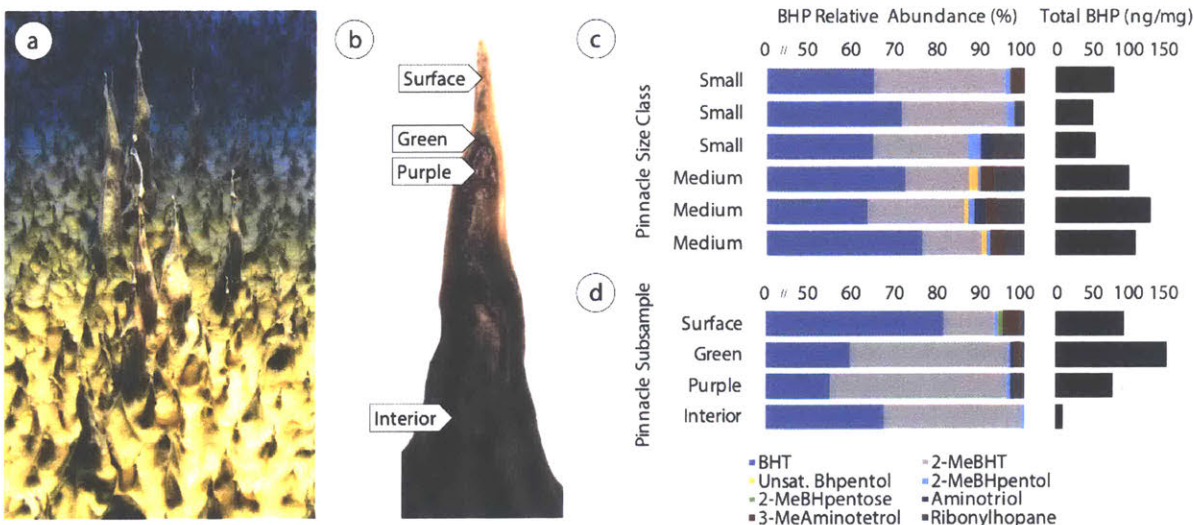 a
b
Surface
Green
Purple
Interior
c
BHP Relative Abundance (%)
Total BHP (ng/mg)
0 // 50 60 70 80 90 100
0 50 100 150
Pinnacle Size Class
Small
Small
Small
Medium
Medium
Medium
d
0 // 50 60 70 80 90 100
0 50 100 150
Pinnacle Subsample
Surface
Green
Purple
Interior
BHT
2-MeBHT
Unsat. Bhpentol
2-MeBHpentol
2-MeBHpentose
Aminotriol
3-MeAminotetrol
Ribonylhopane